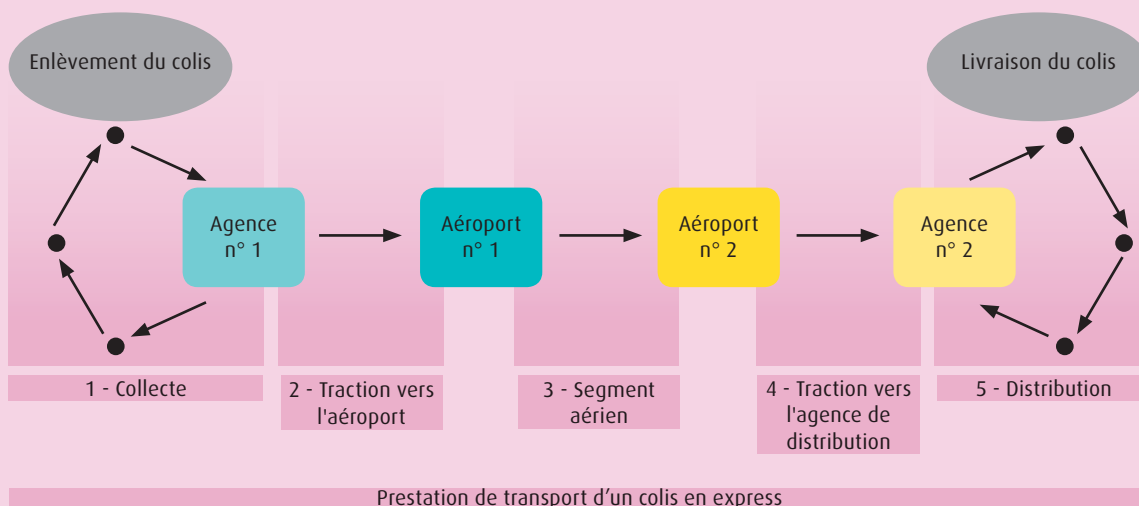 Enlèvement du colis
Livraison du colis
Agence
n° 1
Aéroport
n° 1
Aéroport
n° 2
Agence
n° 2
1 - Collecte
2 - Traction vers
l'aéroport
3 - Segment
aérien
4 - Traction vers
l'agence de
distribution
5 - Distribution
Prestation de transport d’un colis en express